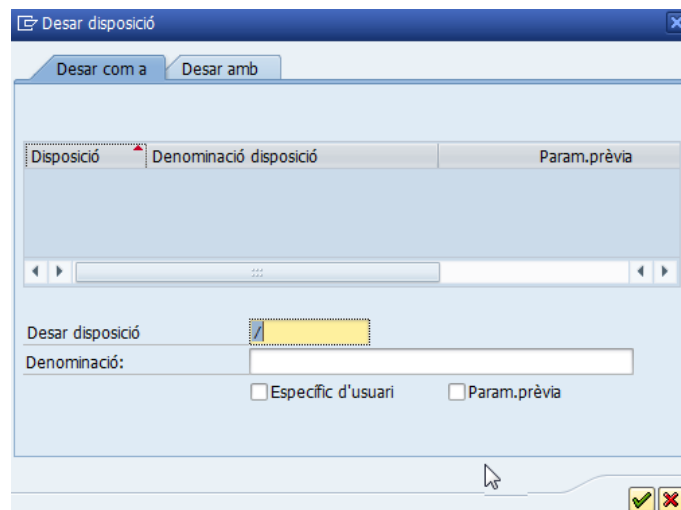 Desar disposició
Desar com a Desar amb
Disposició Denominació disposició Param.prèvia
Desar disposició /
Denominació:
Específic d'usuari Param.prèvia